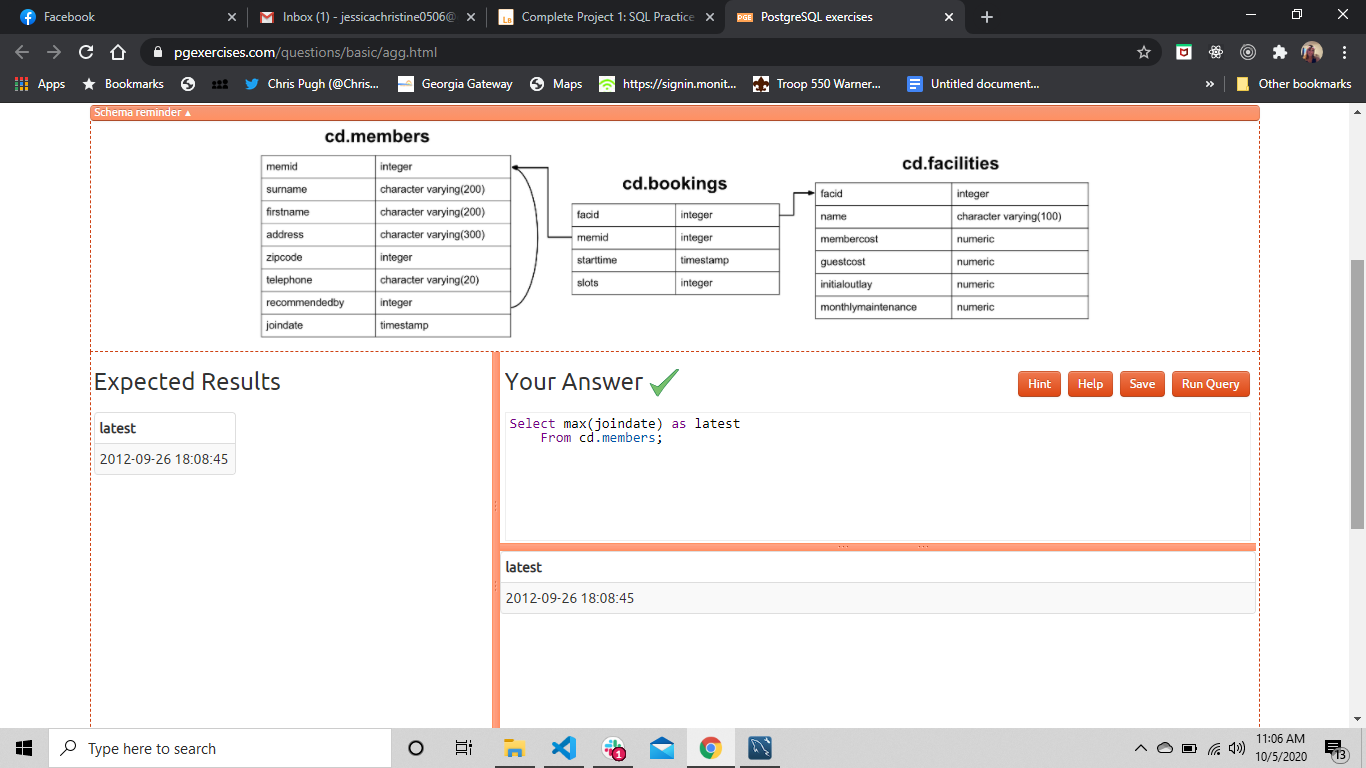 Facebook
Inbox (1) - jessicachristine0506@
Complete Project 1: SQL Practice
PGE
PostgreSQL exercises
pgexercises.com/questions/basic/agg.html
Apps
Bookmarks
Chris Pugh (@Chris...
Georgia Gateway
Maps
https://signin.monit...
Troop 550 Warner...
Untitled document...
»
Other bookmarks
Schema reminder ▲
cd.members
memid integer
surname character varying(200)
firstname character varying(200)
address character varying(300)
zipcode integer
telephone character varying(20)
recommendedby integer
joindate timestamp
cd.bookings
facid integer
memid integer
starttime timestamp
slots integer
cd.facilities
facid integer
name character varying(100)
membercost numeric
guestcost numeric
initialoutlay numeric
monthlymaintenance numeric
Expected Results
latest
2012-09-26 18:08:45
Your Answer
Hint
Help
Save
Run Query
Select max(joindate) as latest
From cd.members;
latest
2012-09-26 18:08:45
Type here to search
1
11:06 AM
10/5/2020
13